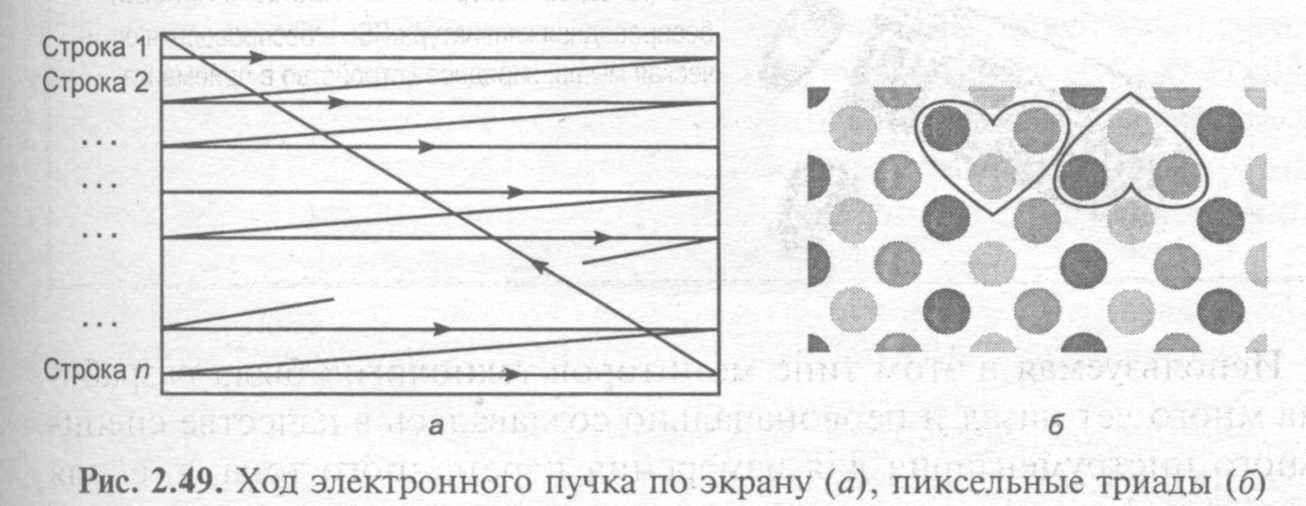 Строка 1
Строка 2
...
...
...
...
Строка n
а
б
Рис. 2.49. Ход электронного пучка по экрану (а), пиксельные триады (б)